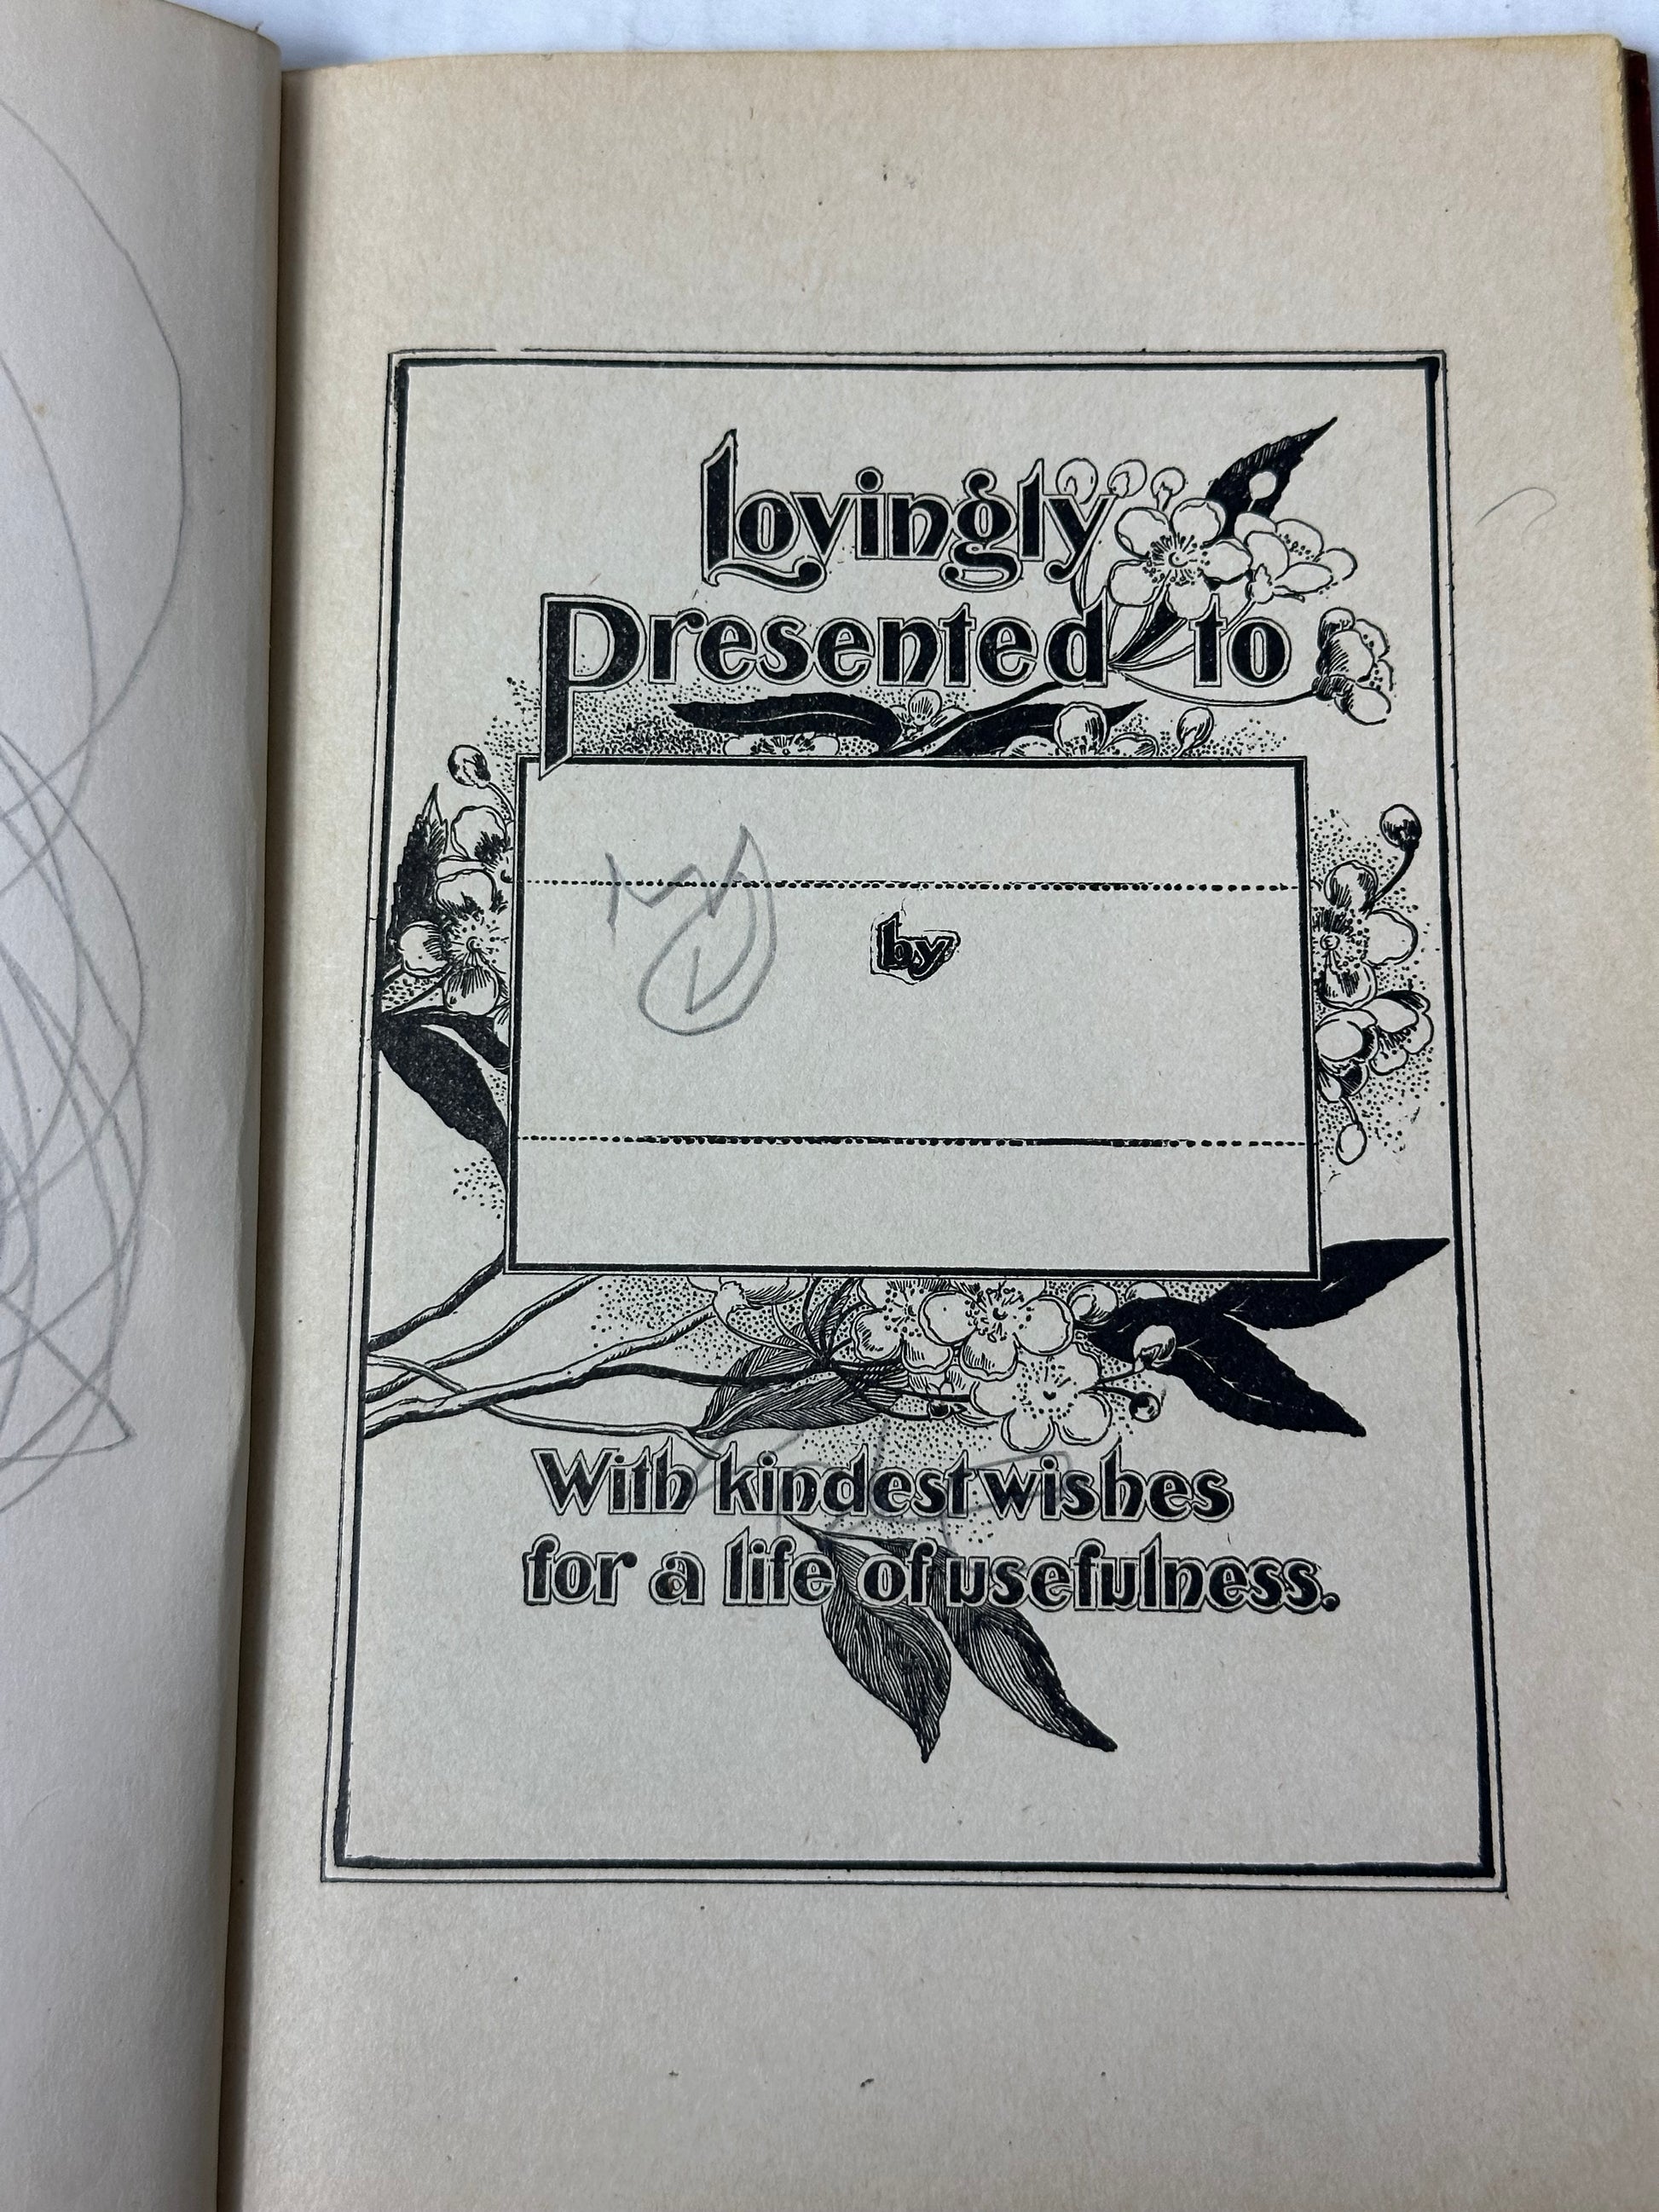 Lovingly
Presented to
by
With kindest wishes
for a life of usefulness.